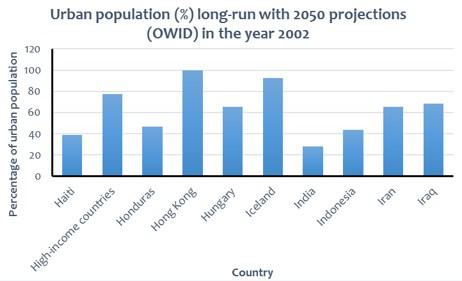 Urban population (%) long-run with 2050 projections
(OWID) in the year 2002
Percentage of urban population
120
100
80
60
40
20
0
Haiti
High-income countries
Honduras
Hong Kong
Hungary
Iceland
India
Indonesia
Iran
Iraq
Country